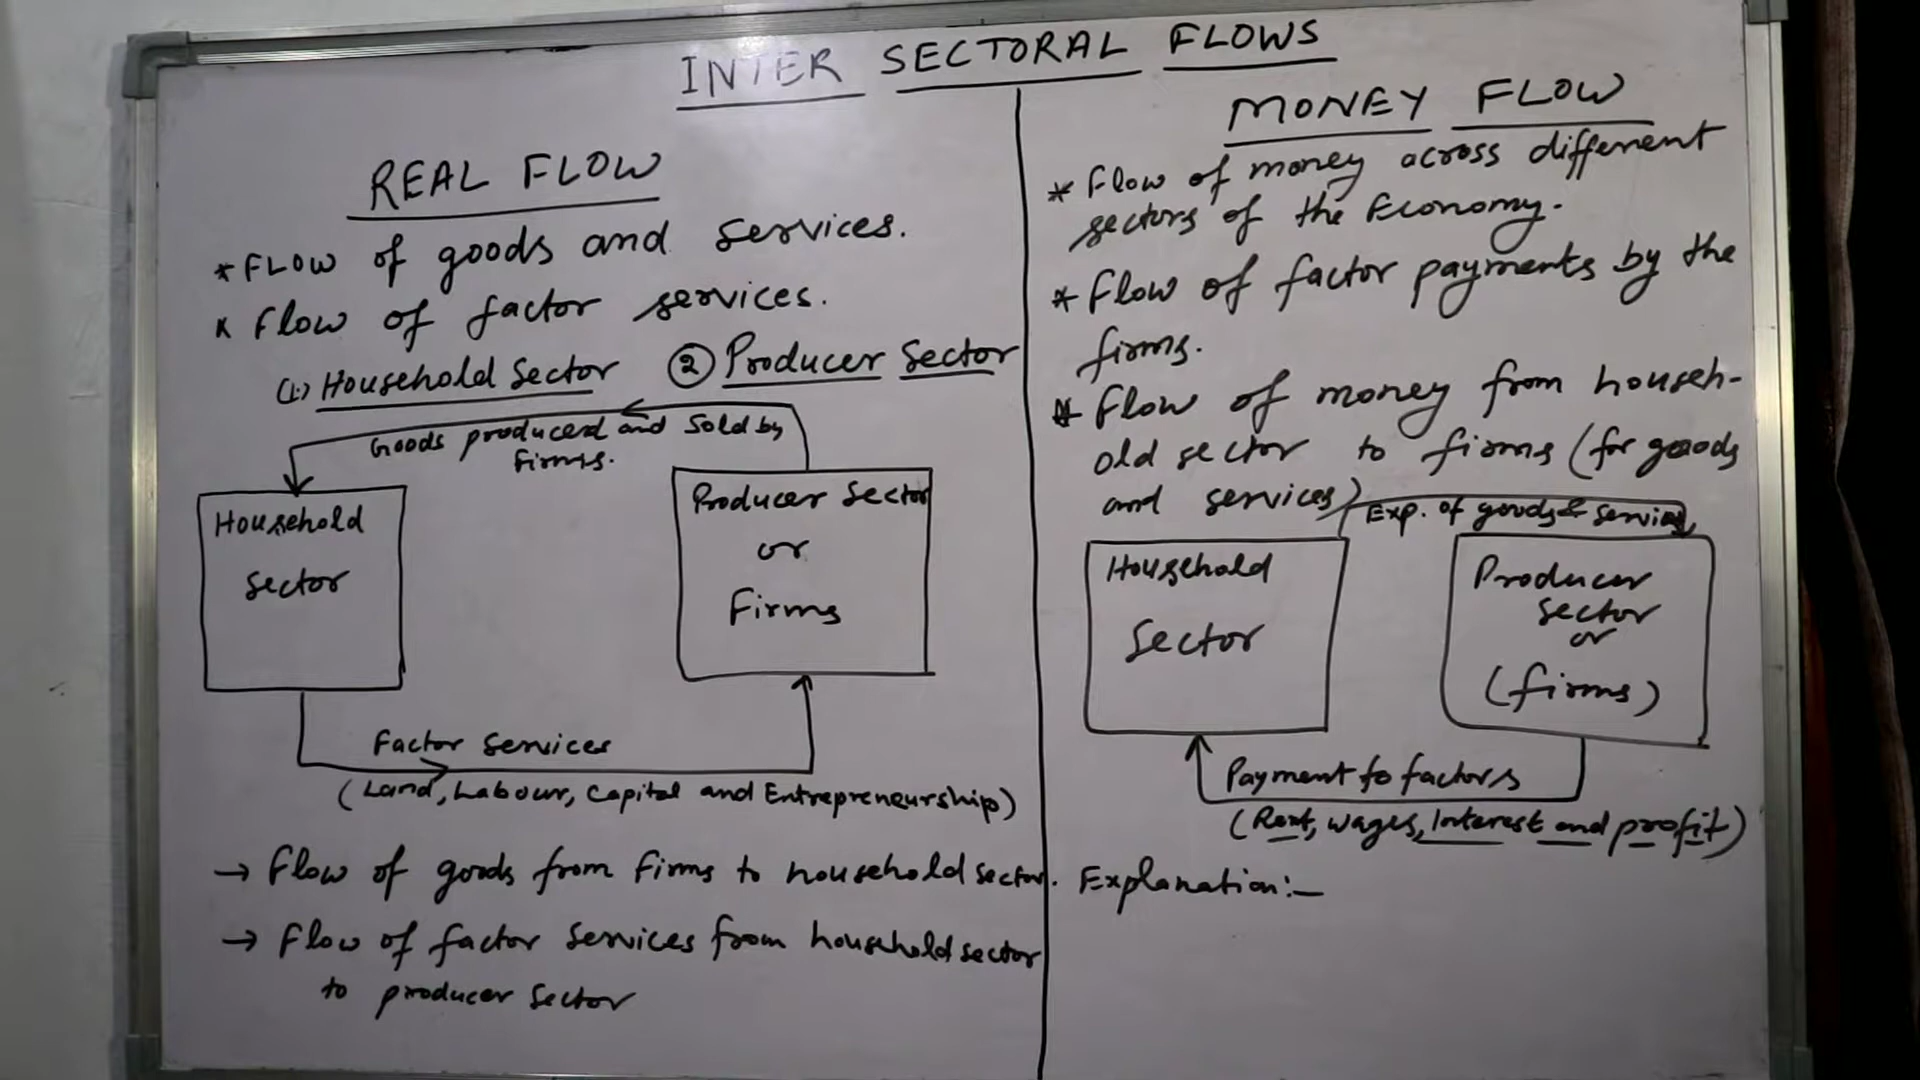 INTER SECTORAL FLOWS
REAL FLOW
*FLOW of goods and services.
* Flow of factor services.
(1.) Household Sector ② Producer Sector
Goods produced and Sold by
firms.
Household
Sector
Producer Sector
or
Firms
Factor Services
(Land, Labour, Capital and Entrepreneurship)
→ Flow of goods from firms to household sector.
→ Flow of factor Services from household sector
to producer Sector
MONEY FLOW
* Flow of money across different
sectors of the Economy.
* Flow of factor payments by the
firms.
* Flow of money from househ-
old sector to firms (for goods
and services)
Exp. of goods & services
Household
Sector
Producer
Sector
or
(firms)
Payment to factors
(Rent, wages, Interest and profit)
Explanation:-